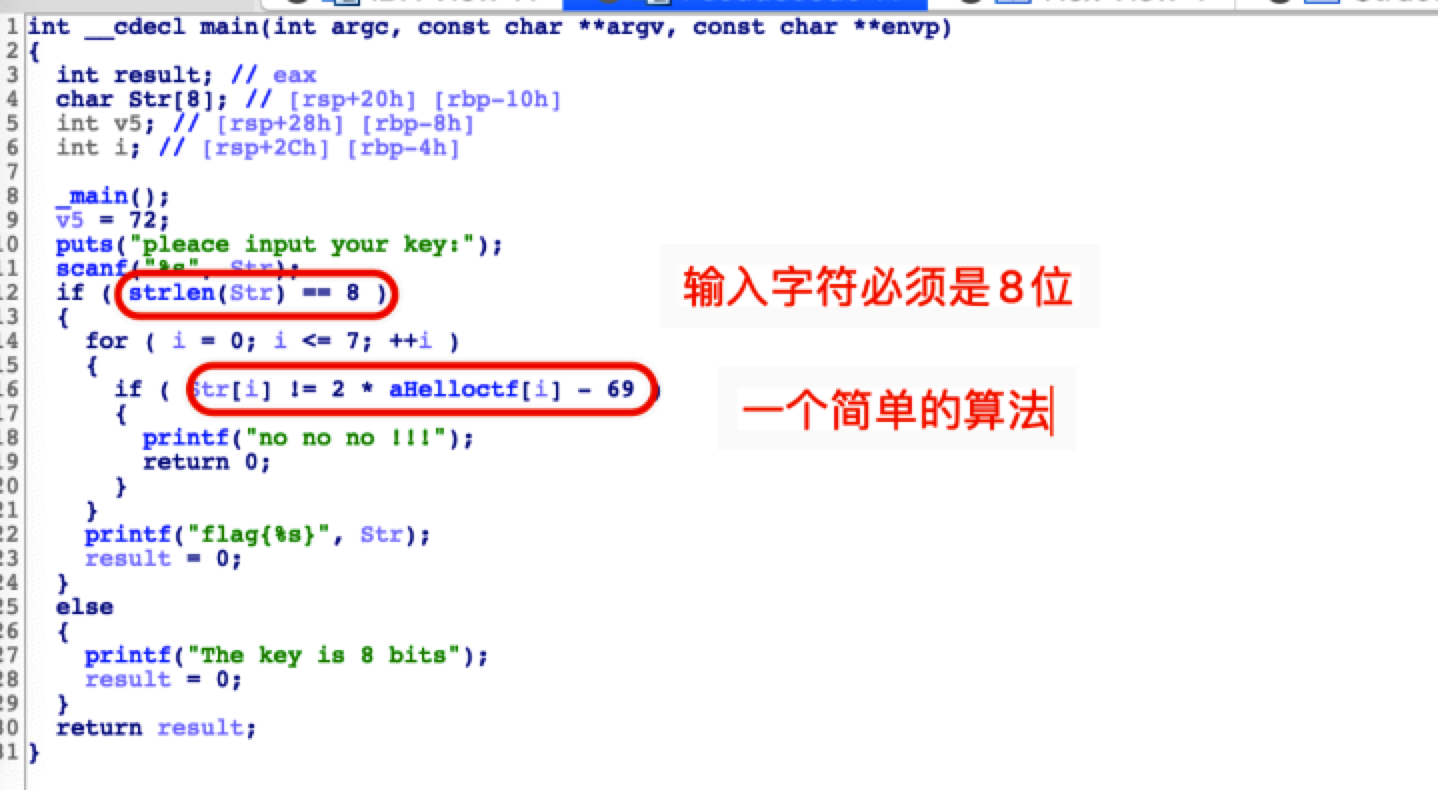 1 int __cdecl main(int argc, const char **argv, const char **envp)
2 {
3 int result; // eax
4 char Str[8]; // [rsp+20h] [rbp-10h]
5 int v5; // [rsp+28h] [rbp-8h]
6 int i; // [rsp+2Ch] [rbp-4h]
7
8 _main();
9 v5 = 72;
10 puts("pleace input your key:");
11 scanf("%s", Str);
12 if ( strlen(Str) == 8 )
输入字符必须是8位
13 {
14 for ( i = 0; i <= 7; ++i )
15 {
16 if ( Str[i] != 2 * aHelloctf[i] - 69 )
一个简单的算法
17 {
18 printf("no no no !!!");
19 return 0;
20 }
21 }
22 printf("flag{%s}", Str);
23 result = 0;
24 }
25 else
26 {
27 printf("The key is 8 bits");
28 result = 0;
29 }
30 return result;
31 }